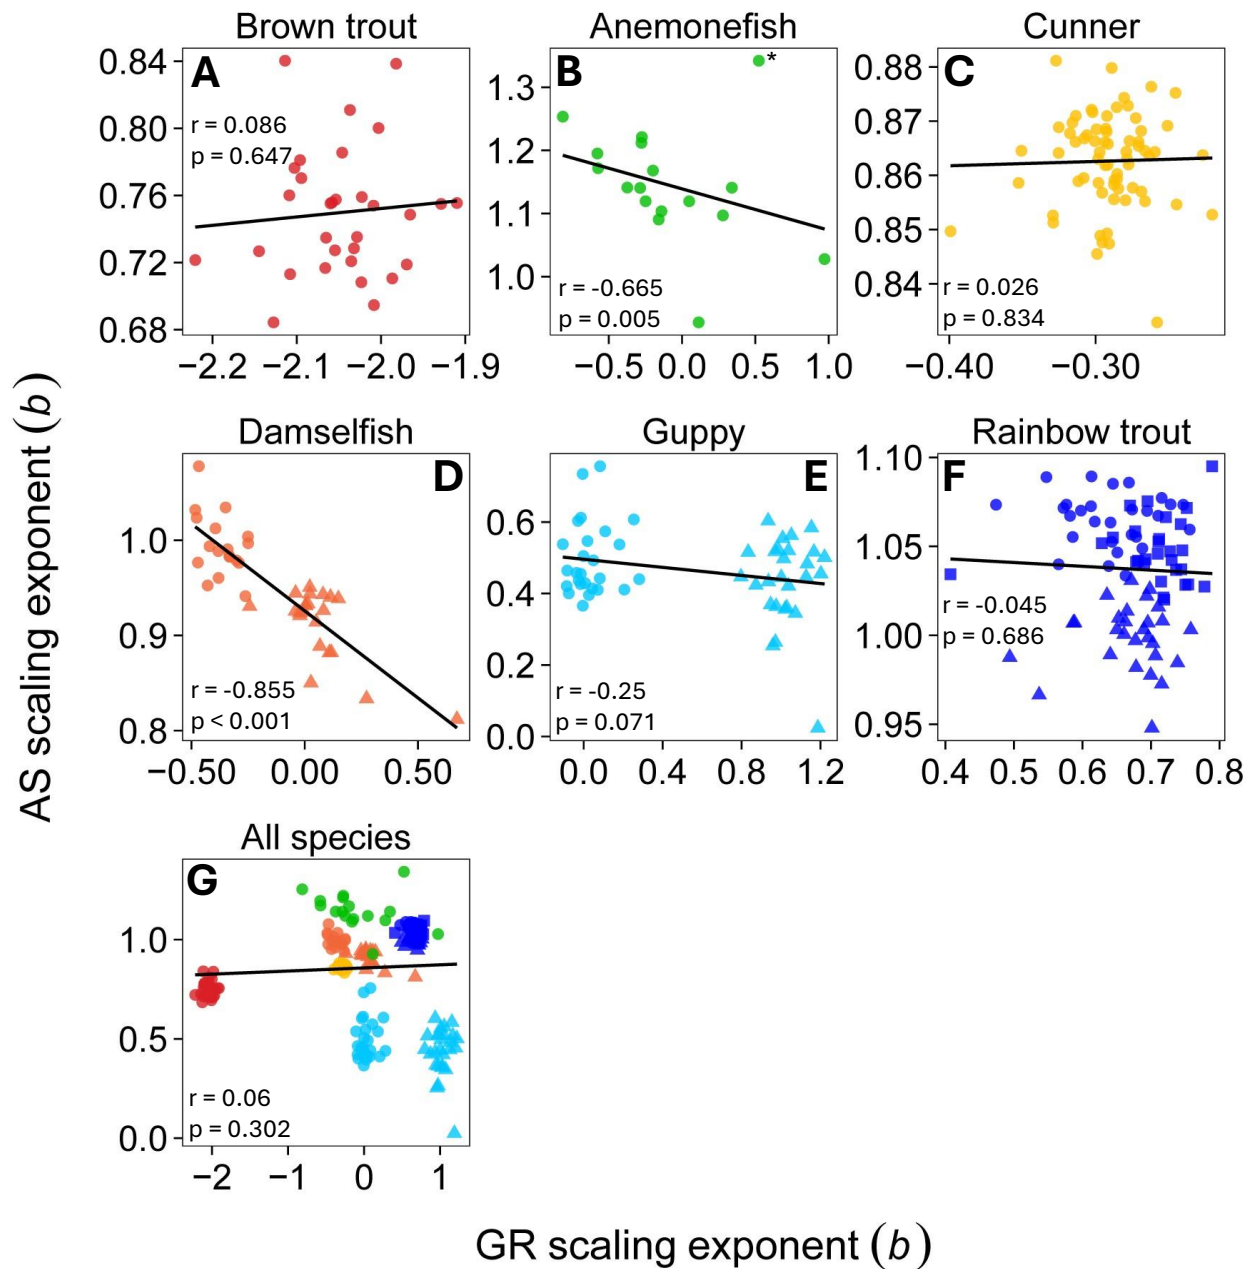 Brown trout
Anemonefish
Cunner
A
r = 0.086
p = 0.647
0.84
0.80
0.76
0.72
0.68
−2.2 −2.1 −2.0 −1.9
B
*
1.3
1.2
1.1
1.0
r = -0.665
p = 0.005
−0.5 0.0 0.5 1.0
C
0.88
0.87
0.86
0.85
0.84
r = 0.026
p = 0.834
−0.40 −0.30
AS scaling exponent (b)
Damselfish
Guppy
Rainbow trout
D
1.0
0.9
0.8
r = -0.855
p < 0.001
−0.50 0.00 0.50
E
0.6
0.4
0.2
0.0
r = -0.25
p = 0.071
0.0 0.4 0.8 1.2
F
1.10
1.05
1.00
0.95
r = -0.045
p = 0.686
0.4 0.5 0.6 0.7 0.8
All species
G
1.0
0.5
0.0
r = 0.06
p = 0.302
−2 −1 0 1
GR scaling exponent (b)